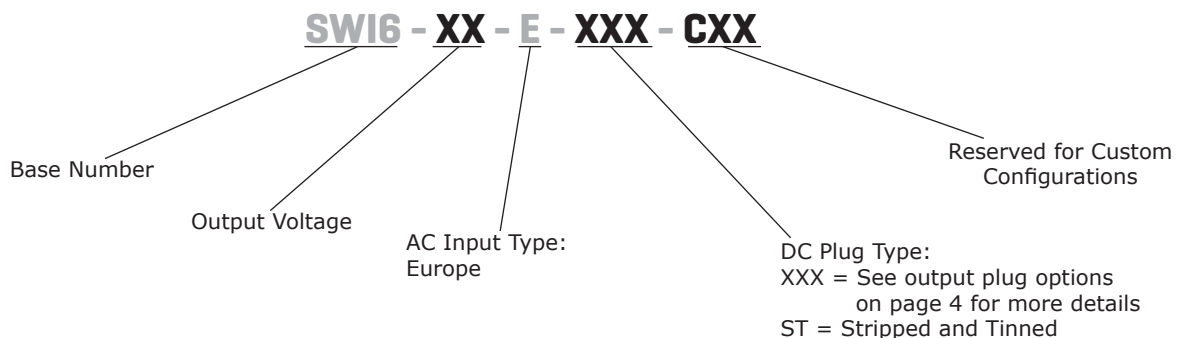 SWI6 - XX - E - XXX - CXX
Base Number
Output Voltage
AC Input Type:
Europe
DC Plug Type:
XXX = See output plug options
on page 4 for more details
ST = Stripped and Tinned
Reserved for Custom
Configurations